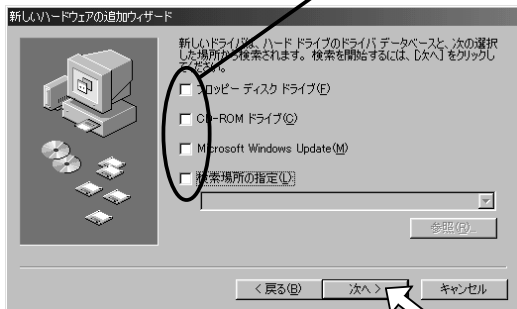 新しいハードウェアの追加ウィザード
新しいドライバは、ハード ドライブのドライバ データベースと、次の選択
した場所から検索されます。検索を開始するには、[次へ] をクリックし
てください。
フロッピー ディスク ドライブ(F)
CD-ROM ドライブ(C)
Microsoft Windows Update(M)
検索場所の指定(L):
参照(R)...
< 戻る(B)
次へ >
キャンセル